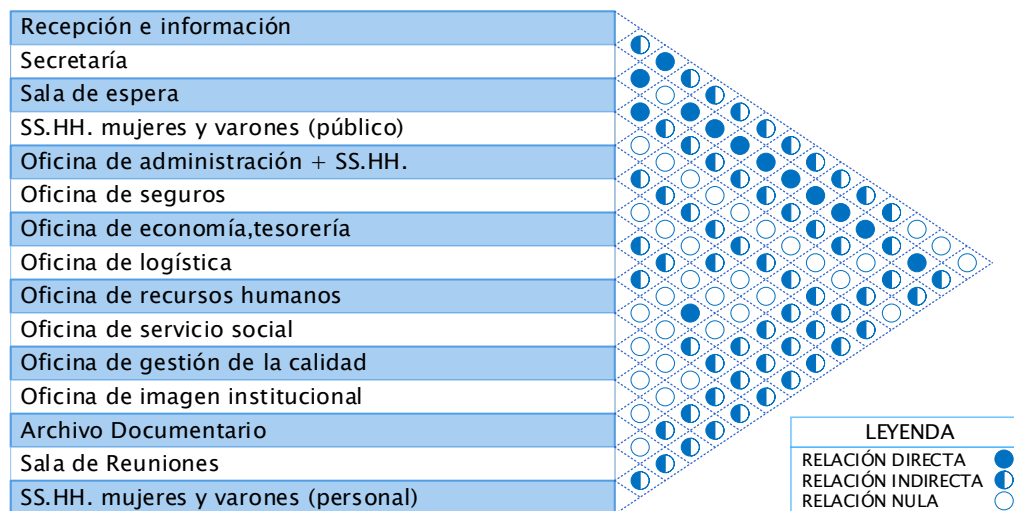 Recepción e información
Secretaría
Sala de espera
SS.HH. mujeres y varones (público)
Oficina de administración + SS.HH.
Oficina de seguros
Oficina de economía,tesorería
Oficina de logística
Oficina de recursos humanos
Oficina de servicio social
Oficina de gestión de la calidad
Oficina de imagen institucional
Archivo Documentario
Sala de Reuniones
SS.HH. mujeres y varones (personal)
LEYENDA
RELACIÓN DIRECTA
RELACIÓN INDIRECTA
RELACIÓN NULA